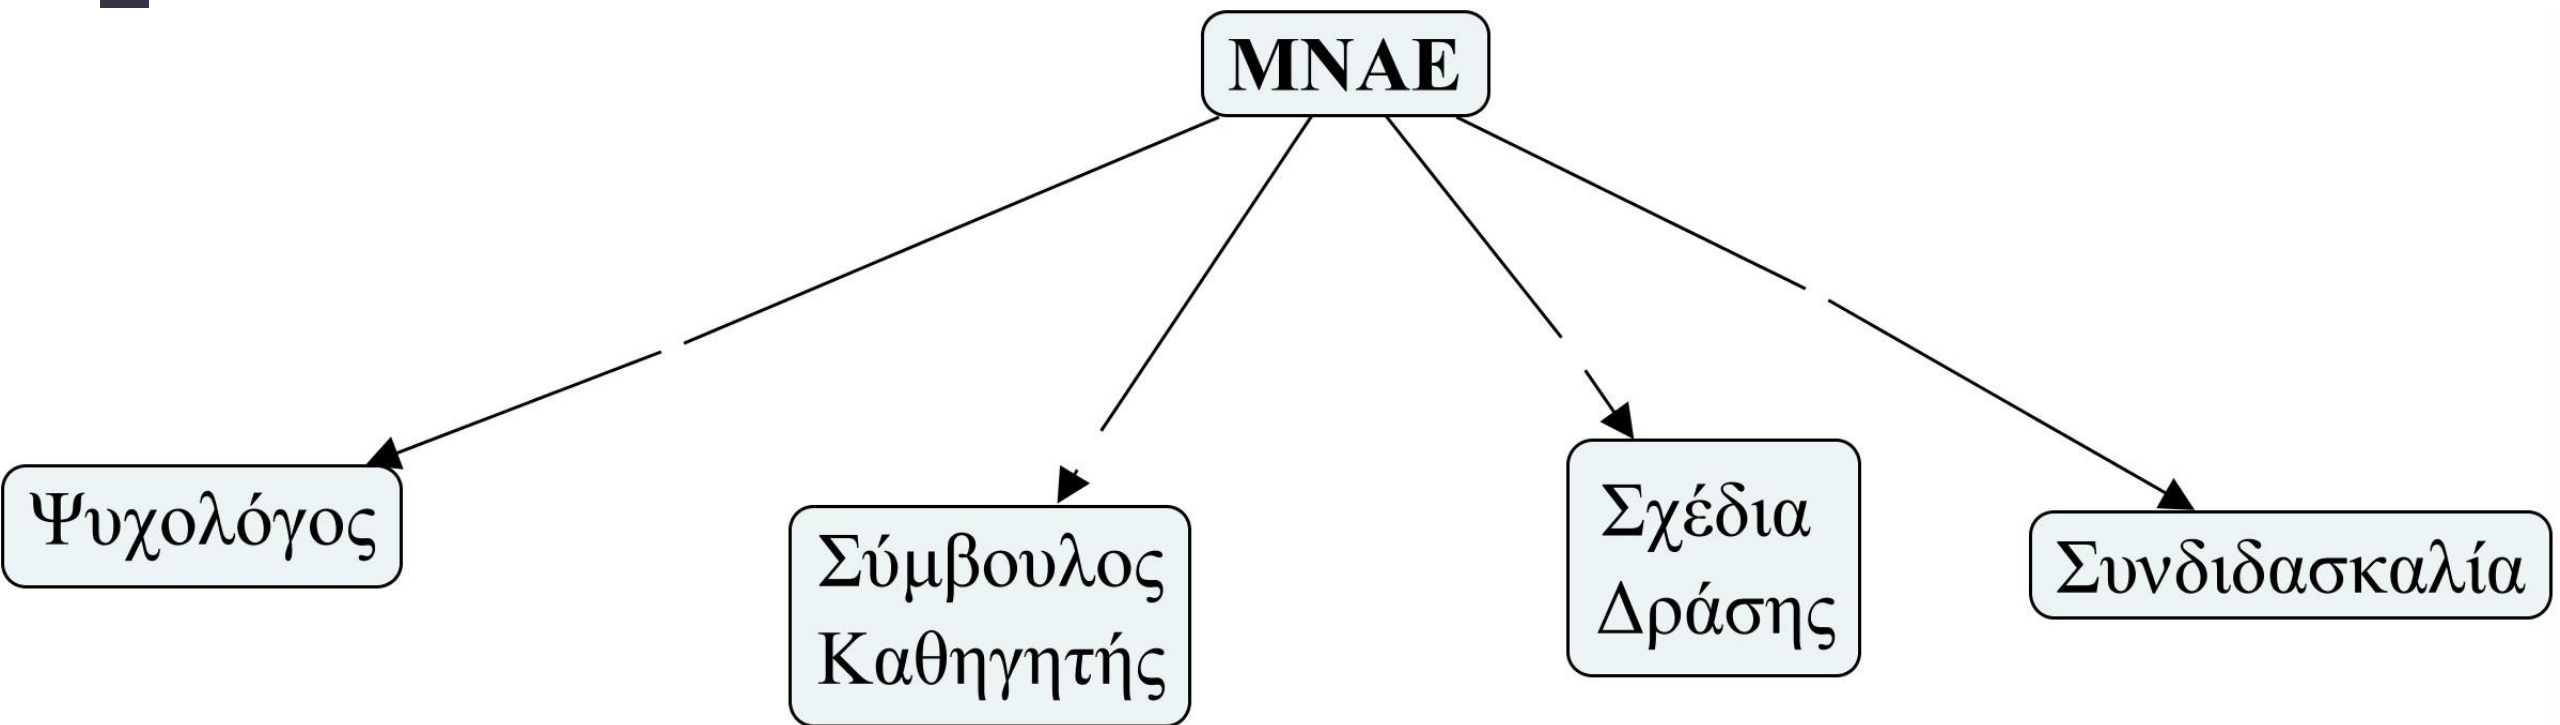 ΜΝΑΕ
Ψυχολόγος
Σύμβουλος
Καθηγητής
Σχέδια
Δράσης
Συνδιδασκαλία